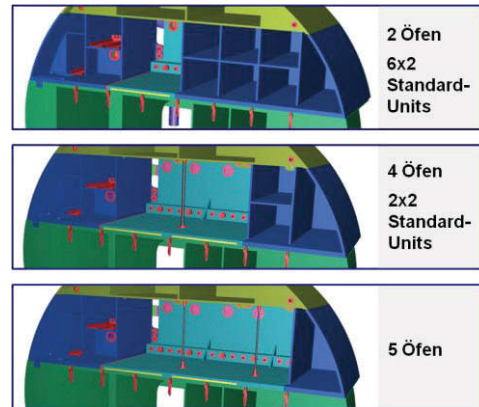 2 Öfen
6x2
Standard-
Units
4 Öfen
2x2
Standard-
Units
5 Öfen